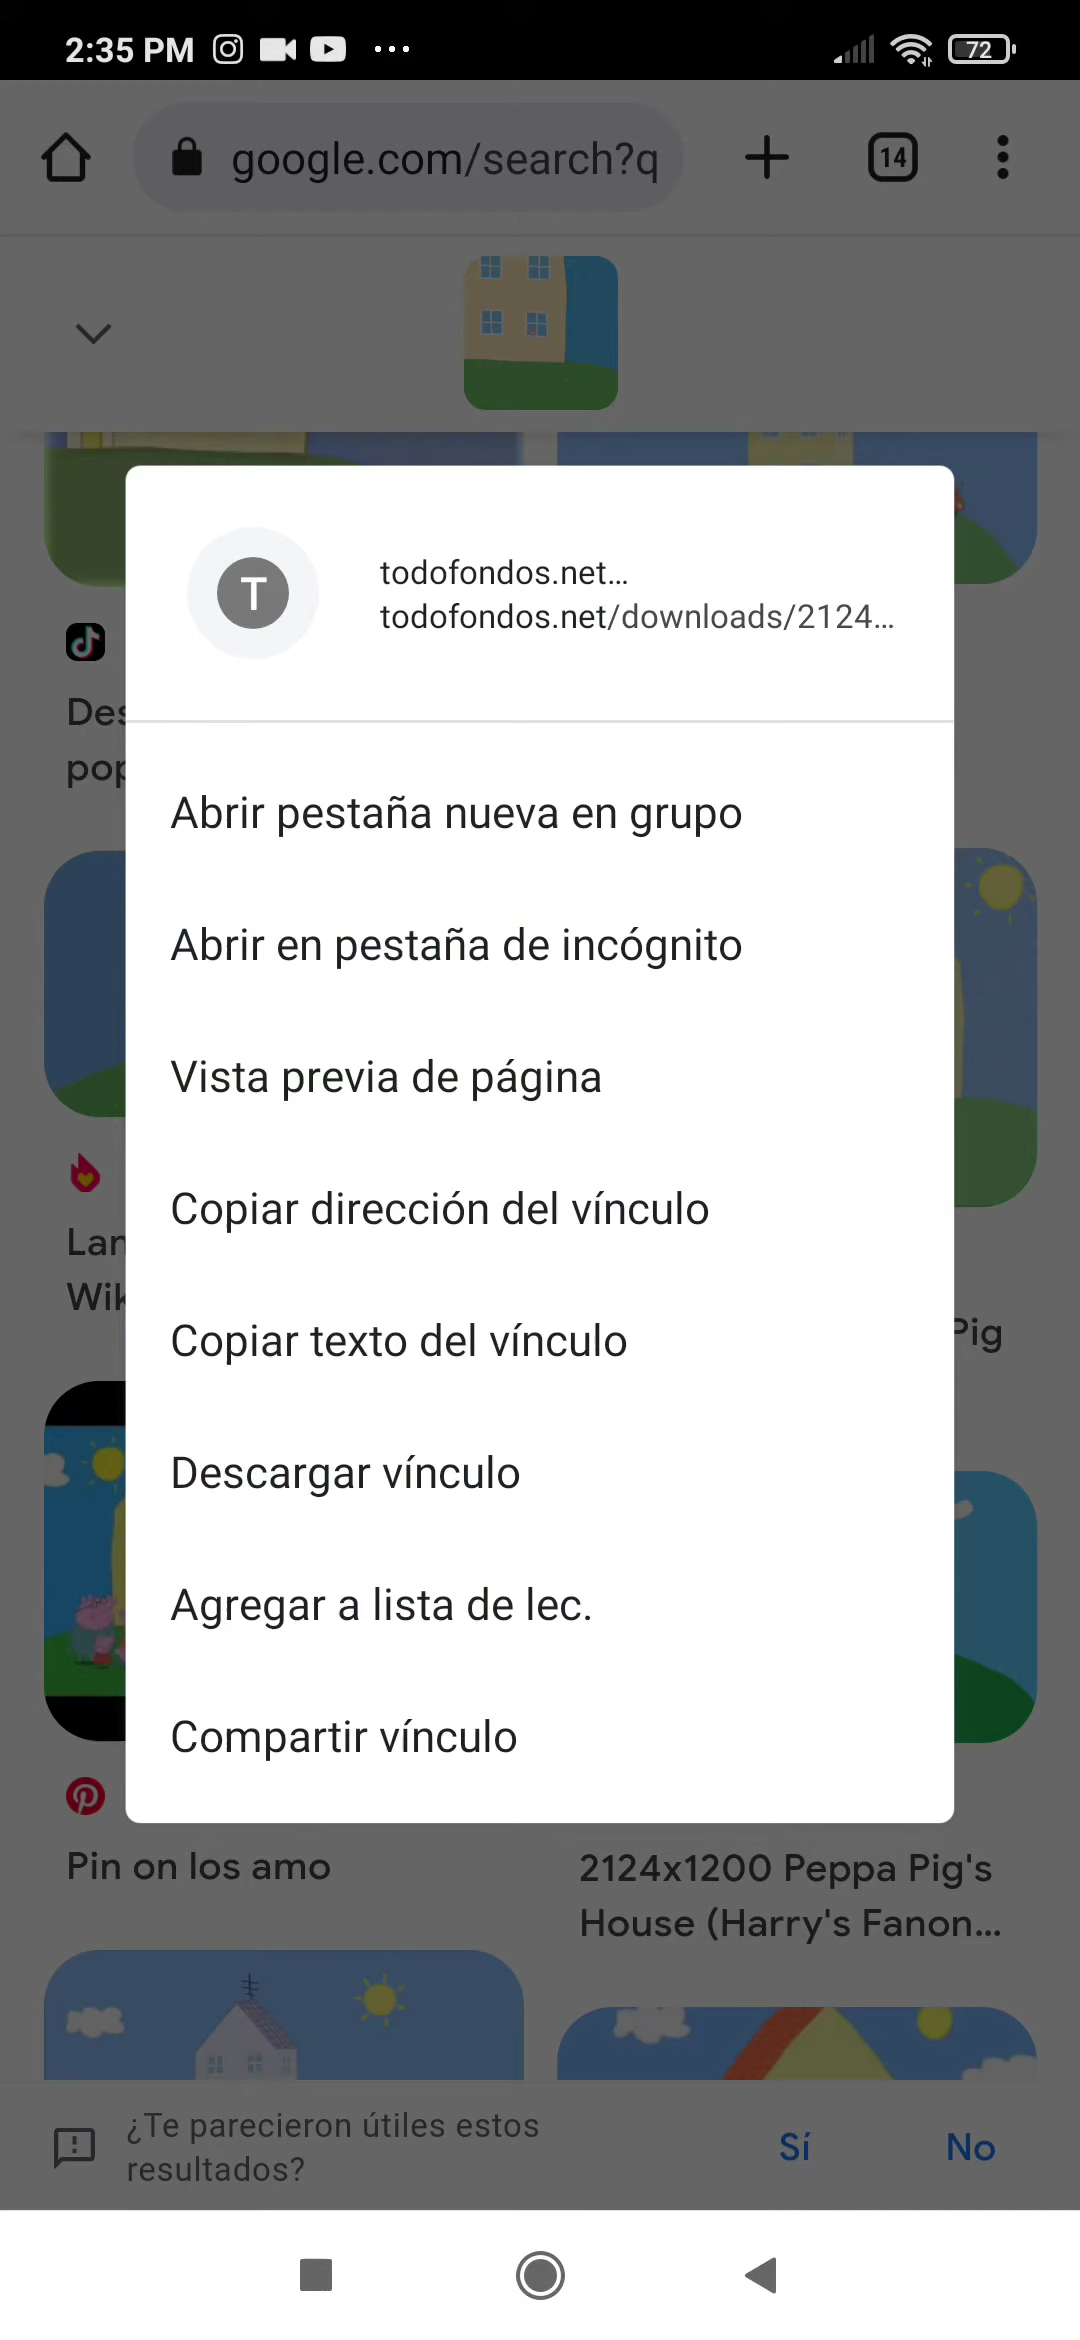 2:35 PM
72
google.com/search?q
14
T
todofondos.net...
todofondos.net/downloads/2124...
Abrir pestaña nueva en grupo
Abrir en pestaña de incógnito
Vista previa de página
Copiar dirección del vínculo
Copiar texto del vínculo
Descargar vínculo
Agregar a lista de lec.
Compartir vínculo
Pig
Pin on los amo
2124x1200 Peppa Pig's
House (Harry's Fanon...
¿Te parecieron útiles estos
resultados?
Sí
No